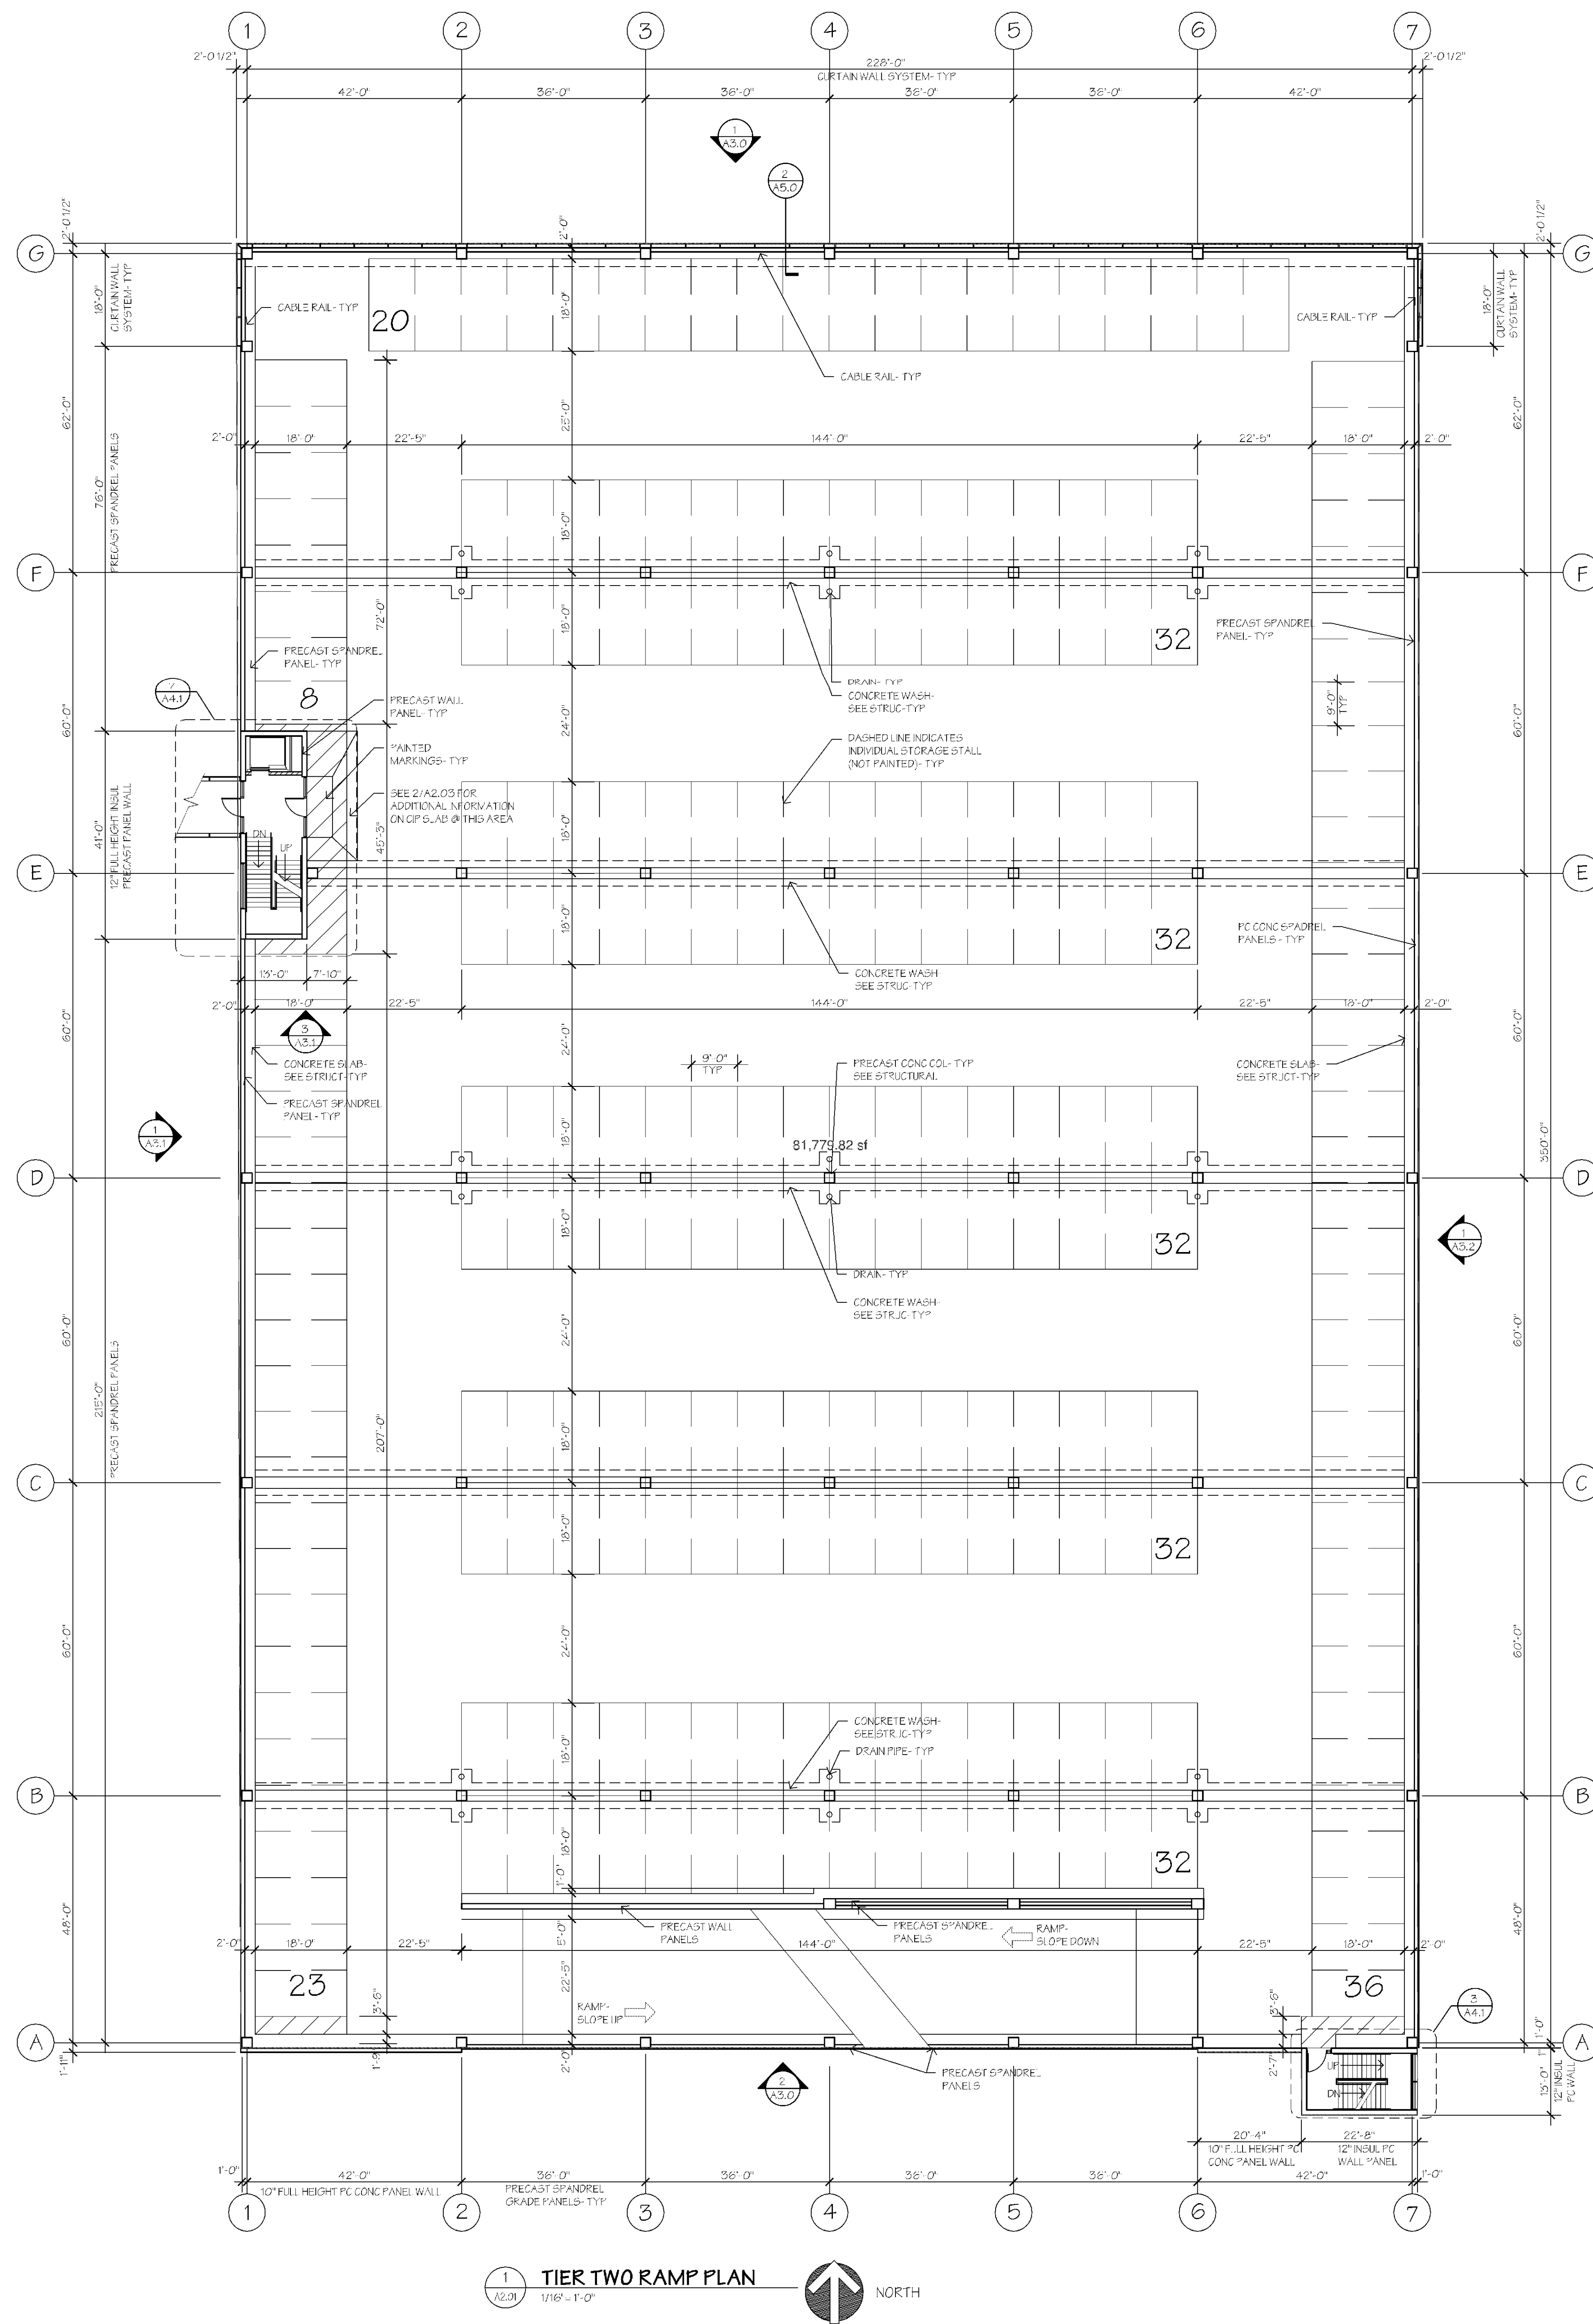 1 2 3 4 5 6 7
2'-0 1/2" 228'-0" 2'-0 1/2"
CURTAIN WALL SYSTEM- TYP
42'-0" 36'-0" 36'-0" 36'-0" 36'-0" 42'-0"
1
A3.0
2
A5.0
2'-0 1/2" 2'-0" 2'-0 1/2"
G G
18'-0"
CURTAIN WALL
SYSTEM- TYP
CABLE RAIL- TYP
20
18'-0"
CABLE RAIL- TYP
18'-0"
CURTAIN WALL
SYSTEM- TYP
CABLE RAIL- TYP
62'-0" 62'-0"
2'-0" 18'-0" 22'-5" 144'-0" 22'-5" 18'-0" 2'-0"
76'-0"
PRECAST SPANDREL PANELS
18'-0"
F F
72'-0"
18'-0"
PRECAST SPANDREL
PANEL- TYP
32
PRECAST SPANDREL
PANEL- TYP
DRAIN- TYP
CONCRETE WASH-
SEE STRUC-TYP
A4.1
8
PRECAST WALL
PANEL- TYP
9'-0"
TYP
60'-0" 24'-0" 60'-0"
PAINTED
MARKINGS- TYP
DASHED LINE INDICATES
INDIVIDUAL STORAGE STALL
(NOT PAINTED)- TYP
SEE 2/A2.03 FOR
ADDITIONAL INFORMATION
ON CIP SLAB @ THIS AREA
41'-0"
12" FULL HEIGHT INSUL
PRECAST PANEL WALL
DN
UP
45'-3"
18'-0"
E E
18'-0"
32
PC CONC SPADREL
PANELS - TYP
13'-0" 7'-10"
CONCRETE WASH
SEE STRUC-TYP
2'-0" 18'-0" 22'-5" 144'-0" 22'-5" 18'-0" 2'-0"
3
A3.1
60'-0" 60'-0"
CONCRETE SLAB-
SEE STRUCT-TYP
9'-0"
TYP
PRECAST CONC COL- TYP
SEE STRUCTURAL
CONCRETE SLAB-
SEE STRUCT-TYP
PRECAST SPANDREL
PANEL- TYP
1
A3.1
18'-0"
81,779.82 sf
350'-0"
D D
18'-0"
32
1
A3.2
DRAIN- TYP
CONCRETE WASH-
SEE STRUC-TYP
60'-0" 60'-0"
215'-0"
PRECAST SPANDREL PANELS
207'-0"
18'-0"
C C
18'-0"
32
60'-0" 60'-0"
CONCRETE WASH-
SEE STRUC-TYP
DRAIN PIPE- TYP
18'-0"
B B
18'-0"
32
1'-0"
48'-0" 48'-0"
PRECAST WALL
PANELS
PRECAST SPANDREL
PANELS
RAMP-
SLOPE DOWN
5'-0"
2'-0" 18'-0" 22'-5" 144'-0" 22'-5" 18'-0" 2'-0"
23
22'-5"
36
RAMP-
SLOPE UP
3
A4.1
A A
1'-11" 2'-0" 2'-7" 1'-0"
UP
DN
13'-0"
12" INSUL
PC WALL
PRECAST SPANDREL
PANELS
2
A3.0
20'-4" 22'-8"
10" FULL HEIGHT PC
CONC PANEL WALL
12" INSUL PC
WALL PANEL
1'-0" 42'-0" 36'-0" 36'-0" 36'-0" 36'-0" 42'-0" 1'-0"
10" FULL HEIGHT PC CONC PANEL WALL
PRECAST SPANDREL
GRADE PANELS- TYP
1 2 3 4 5 6 7
1
A2.01
TIER TWO RAMP PLAN
1/16" = 1'-0"
NORTH